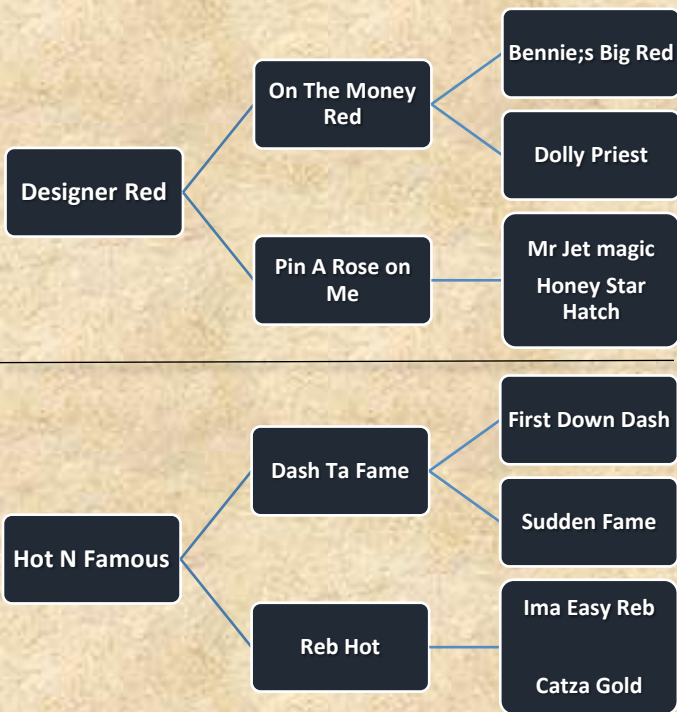 Designer Red
On The Money
Red
Bennie;s Big Red
Dolly Priest
Pin A Rose on
Me
Mr Jet magic
Honey Star
Hatch
Hot N Famous
Dash Ta Fame
First Down Dash
Sudden Fame
Reb Hot
Ima Easy Reb
Catza Gold